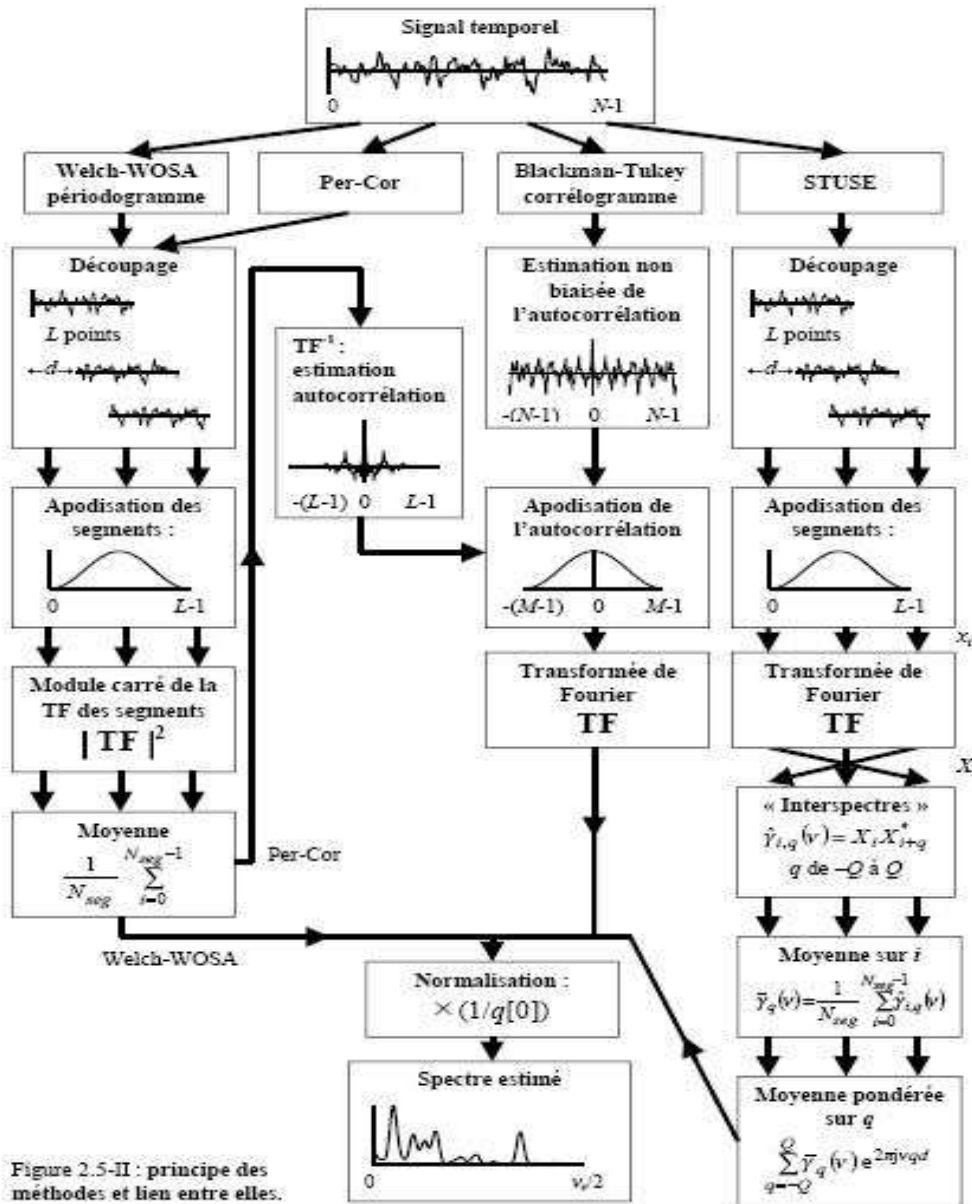 Signal temporel
0 N-1
Welch-WOSA
périodogramme
Per-Cor
Blackman-Tukey
corrélogramme
STUSE
Découpage
L points
←d→
Estimation non
biaisée de
l'autocorrélation
-(N-1) 0 N-1
Découpage
L points
←d→
TF⁻¹ :
estimation
autocorrélation
-(L-1) 0 L-1
Apodisation des
segments :
0 L-1
Apodisation de
l'autocorrélation
-(M-1) 0 M-1
Apodisation des
segments :
0 L-1
Module carré de la
TF des segments
| TF |²
Transformée de
Fourier
TF
Transformée de
Fourier
TF
X
Moyenne
1/N_seg ∑_{i=0}^{N_seg-1}
Per-Cor
« Interspectres »
γ̂_{i,q}(ν) = X_i X*_{i+q}
q de –Q à Q
Welch-WOSA
Normalisation :
×(1/q[0])
Moyenne sur i
γ̄_q(ν) = 1/N_seg ∑_{i=0}^{N_seg-1} γ̂_{i,q}(ν)
Spectre estimé
0 ν_e/2
Moyenne pondérée
sur q
∑_{q=-Q}^{Q} γ̄_q(ν) e^{2πjνqd}
Figure 2.5-II : principe des
méthodes et lien entre elles.